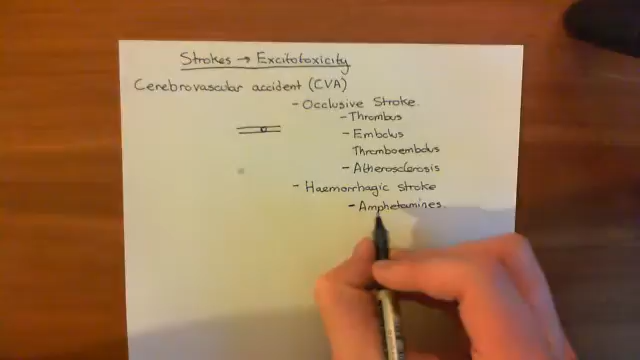 Strokes → Excitotoxicity
Cerebrovascular accident (CVA)
- Occlusive Stroke.
- Thrombus
- Embolus
Thromboembolus
- Atherosclerosis
- Haemorrhagic stroke
- Amphetamines.